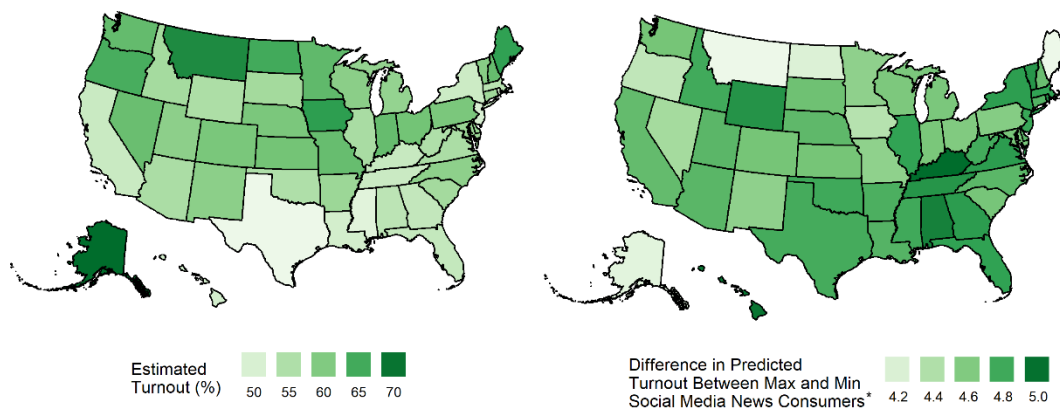 Estimated
Turnout (%)
50 55 60 65 70
Difference in Predicted
Turnout Between Max and Min
Social Media News Consumers*
4.2 4.4 4.6 4.8 5.0